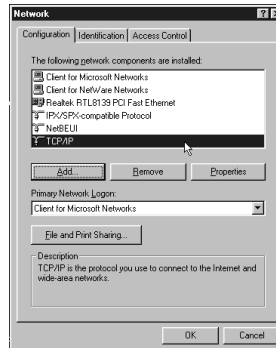 Network
Configuration Identification Access Control
The following network components are installed:
Client for Microsoft Networks
Client for NetWare Networks
Realtek RTL8139 PCI Fast Ethernet
IPX/SPX-compatible Protocol
NetBEUI
TCP/IP
Add... Remove Properties
Primary Network Logon:
Client for Microsoft Networks
File and Print Sharing...
Description
TCP/IP is the protocol you use to connect to the Internet and
wide-area networks.
OK Cancel